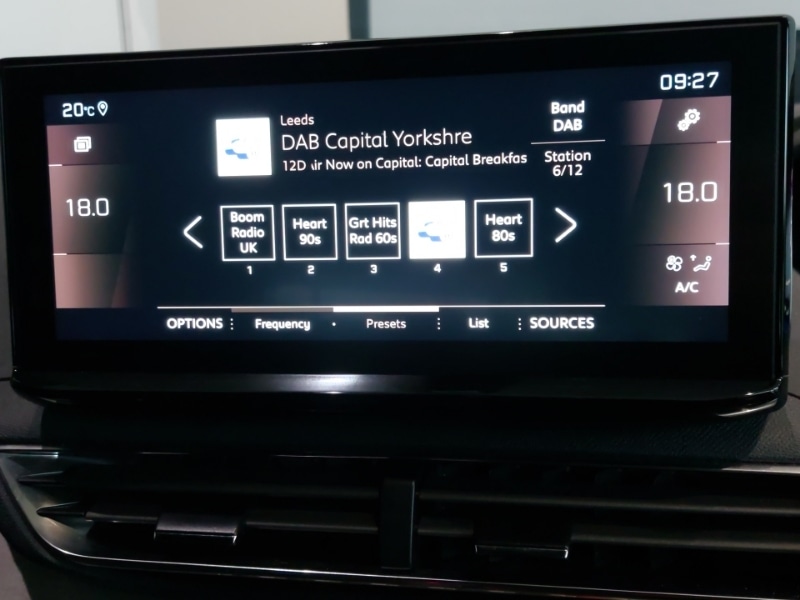 20°C
09:27
Leeds
DAB Capital Yorkshire
12D ir Now on Capital: Capital Breakfas
Band
DAB
Station
6/12
18.0
18.0
Boom
Radio
UK
Heart
90s
Grt Hits
Rad 60s
Heart
80s
1
2
3
4
5
A/C
OPTIONS
Frequency
Presets
List
SOURCES